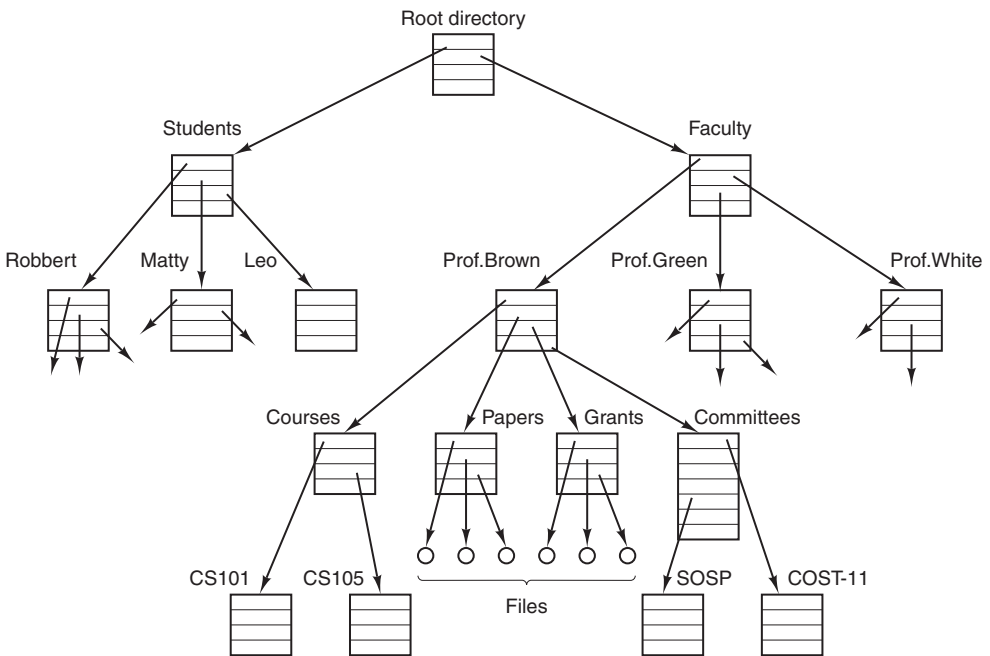 Root directory
Students
Faculty
Robbert
Matty
Leo
Prof.Brown
Prof.Green
Prof.White
Courses
Papers
Grants
Committees
CS101
CS105
SOSP
COST-11
Files